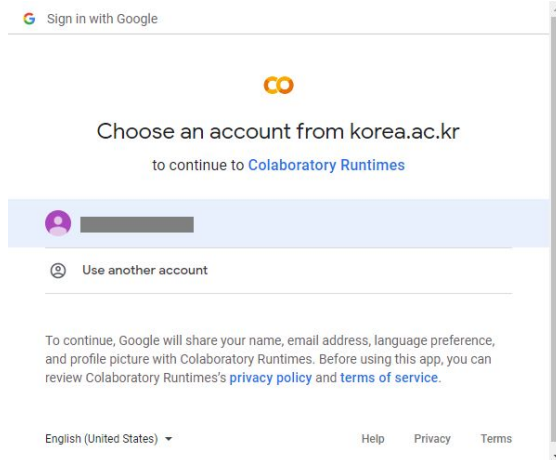 Sign in with Google
Choose an account from korea.ac.kr
to continue to Colaboratory Runtimes
Use another account
To continue, Google will share your name, email address, language preference,
and profile picture with Colaboratory Runtimes. Before using this app, you can
review Colaboratory Runtimes's privacy policy and terms of service.
English (United States) Help Privacy Terms